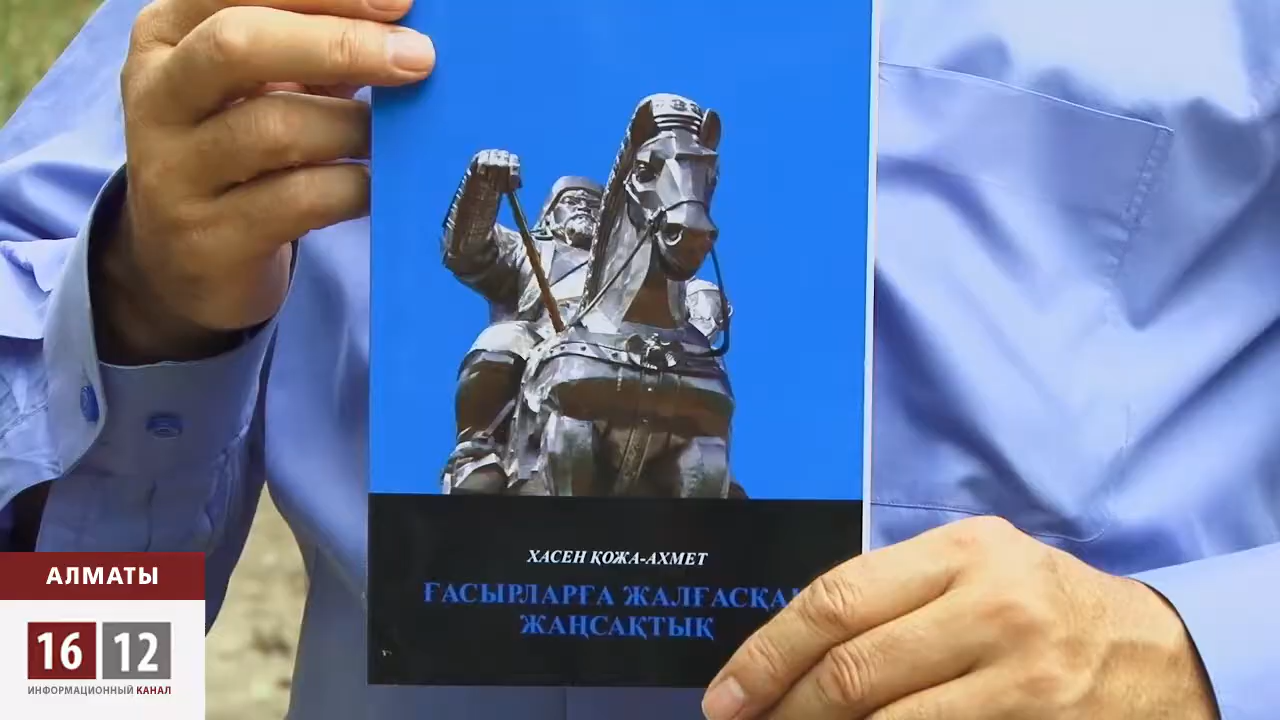 ХАСЕН ҚОЖА-АХМЕТ
ҒАСЫРЛАРҒА
ЖАҢСАҚТЫҚ
АЛМАТЫ
16 12
ИНФОРМАЦИОННЫЙ КАНАЛ